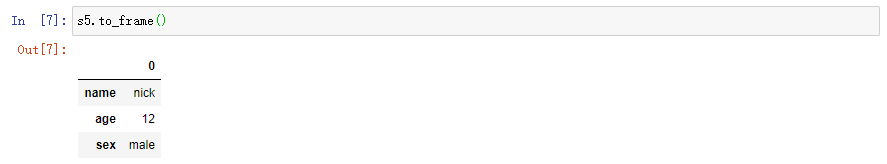 In [7]: s5.to_frame()
Out[7]:
0
name nick
age 12
sex male